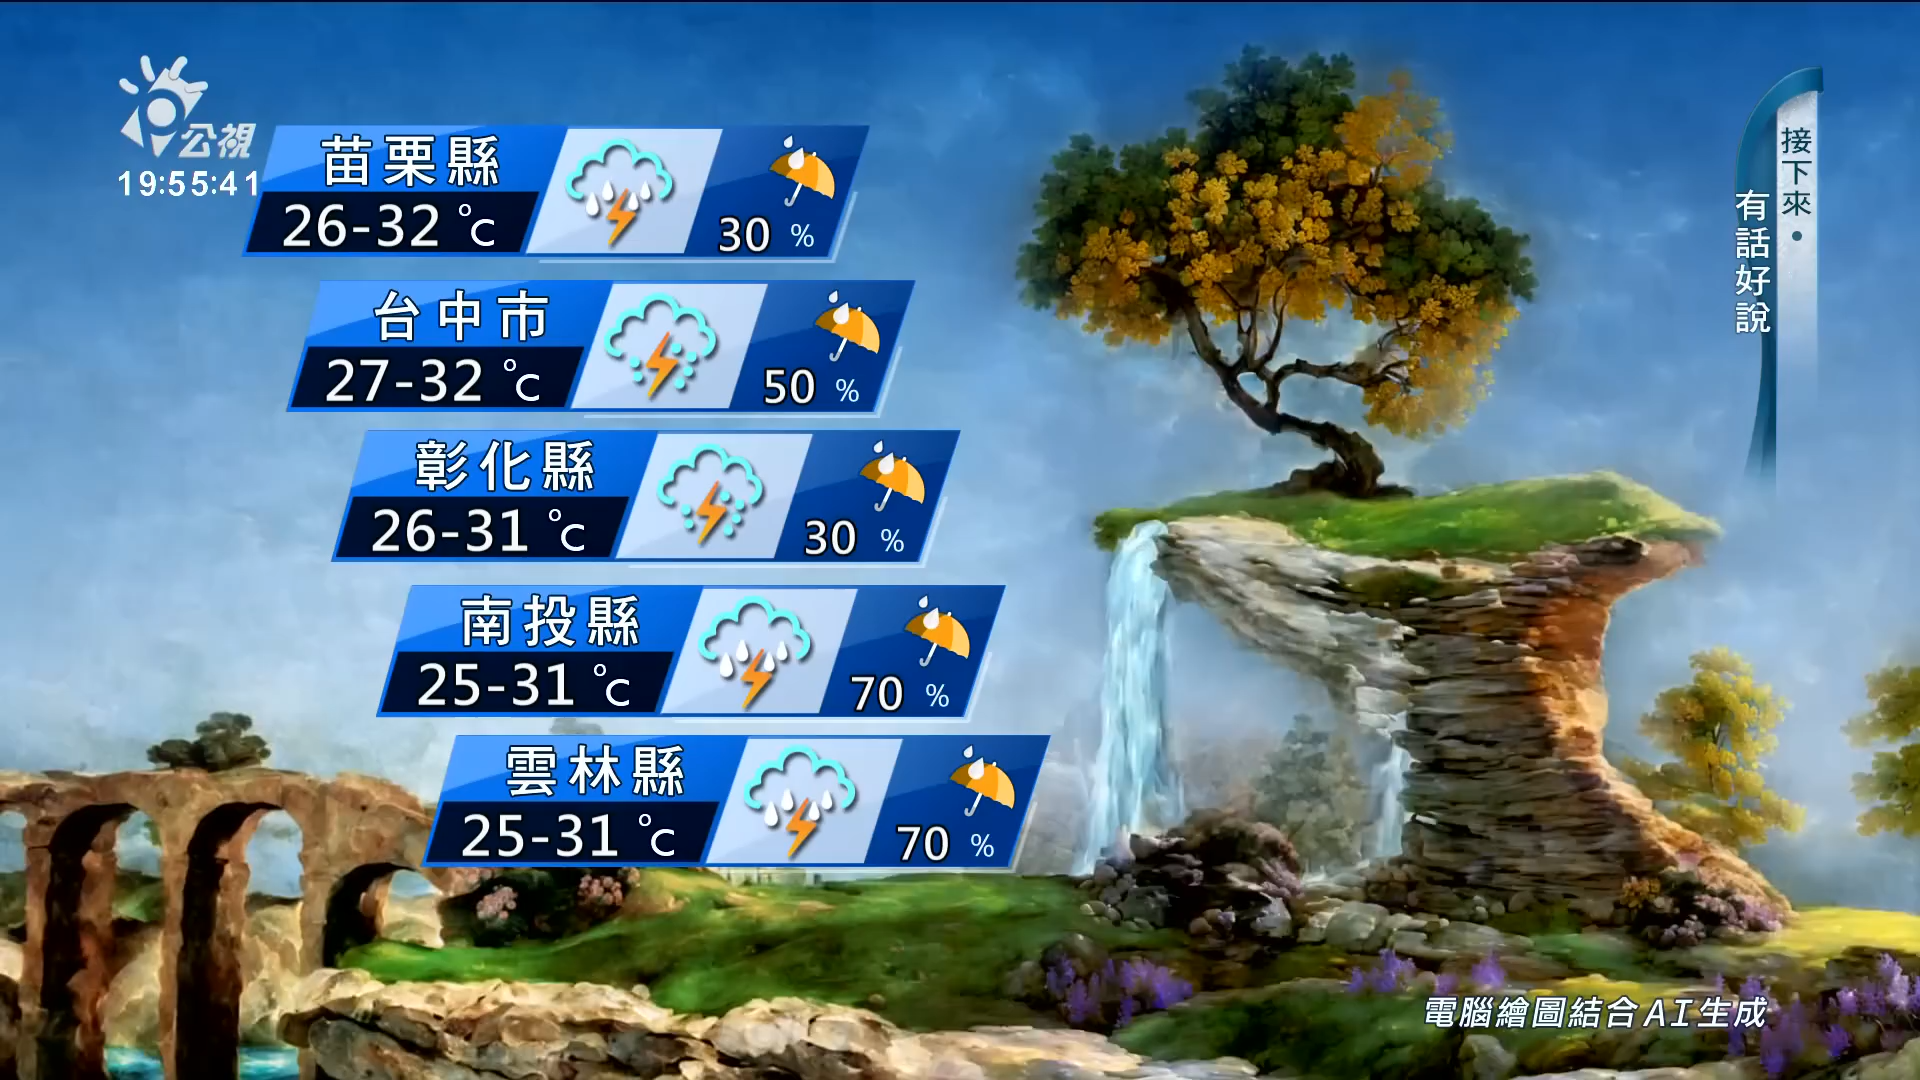 公視
19:55:41
苗栗縣
26-32 ℃
30 %
台中市
27-32 ℃
50 %
彰化縣
26-31 ℃
30 %
南投縣
25-31 ℃
70 %
雲林縣
25-31 ℃
70 %
接下來・
有話好說
電腦繪圖結合AI生成